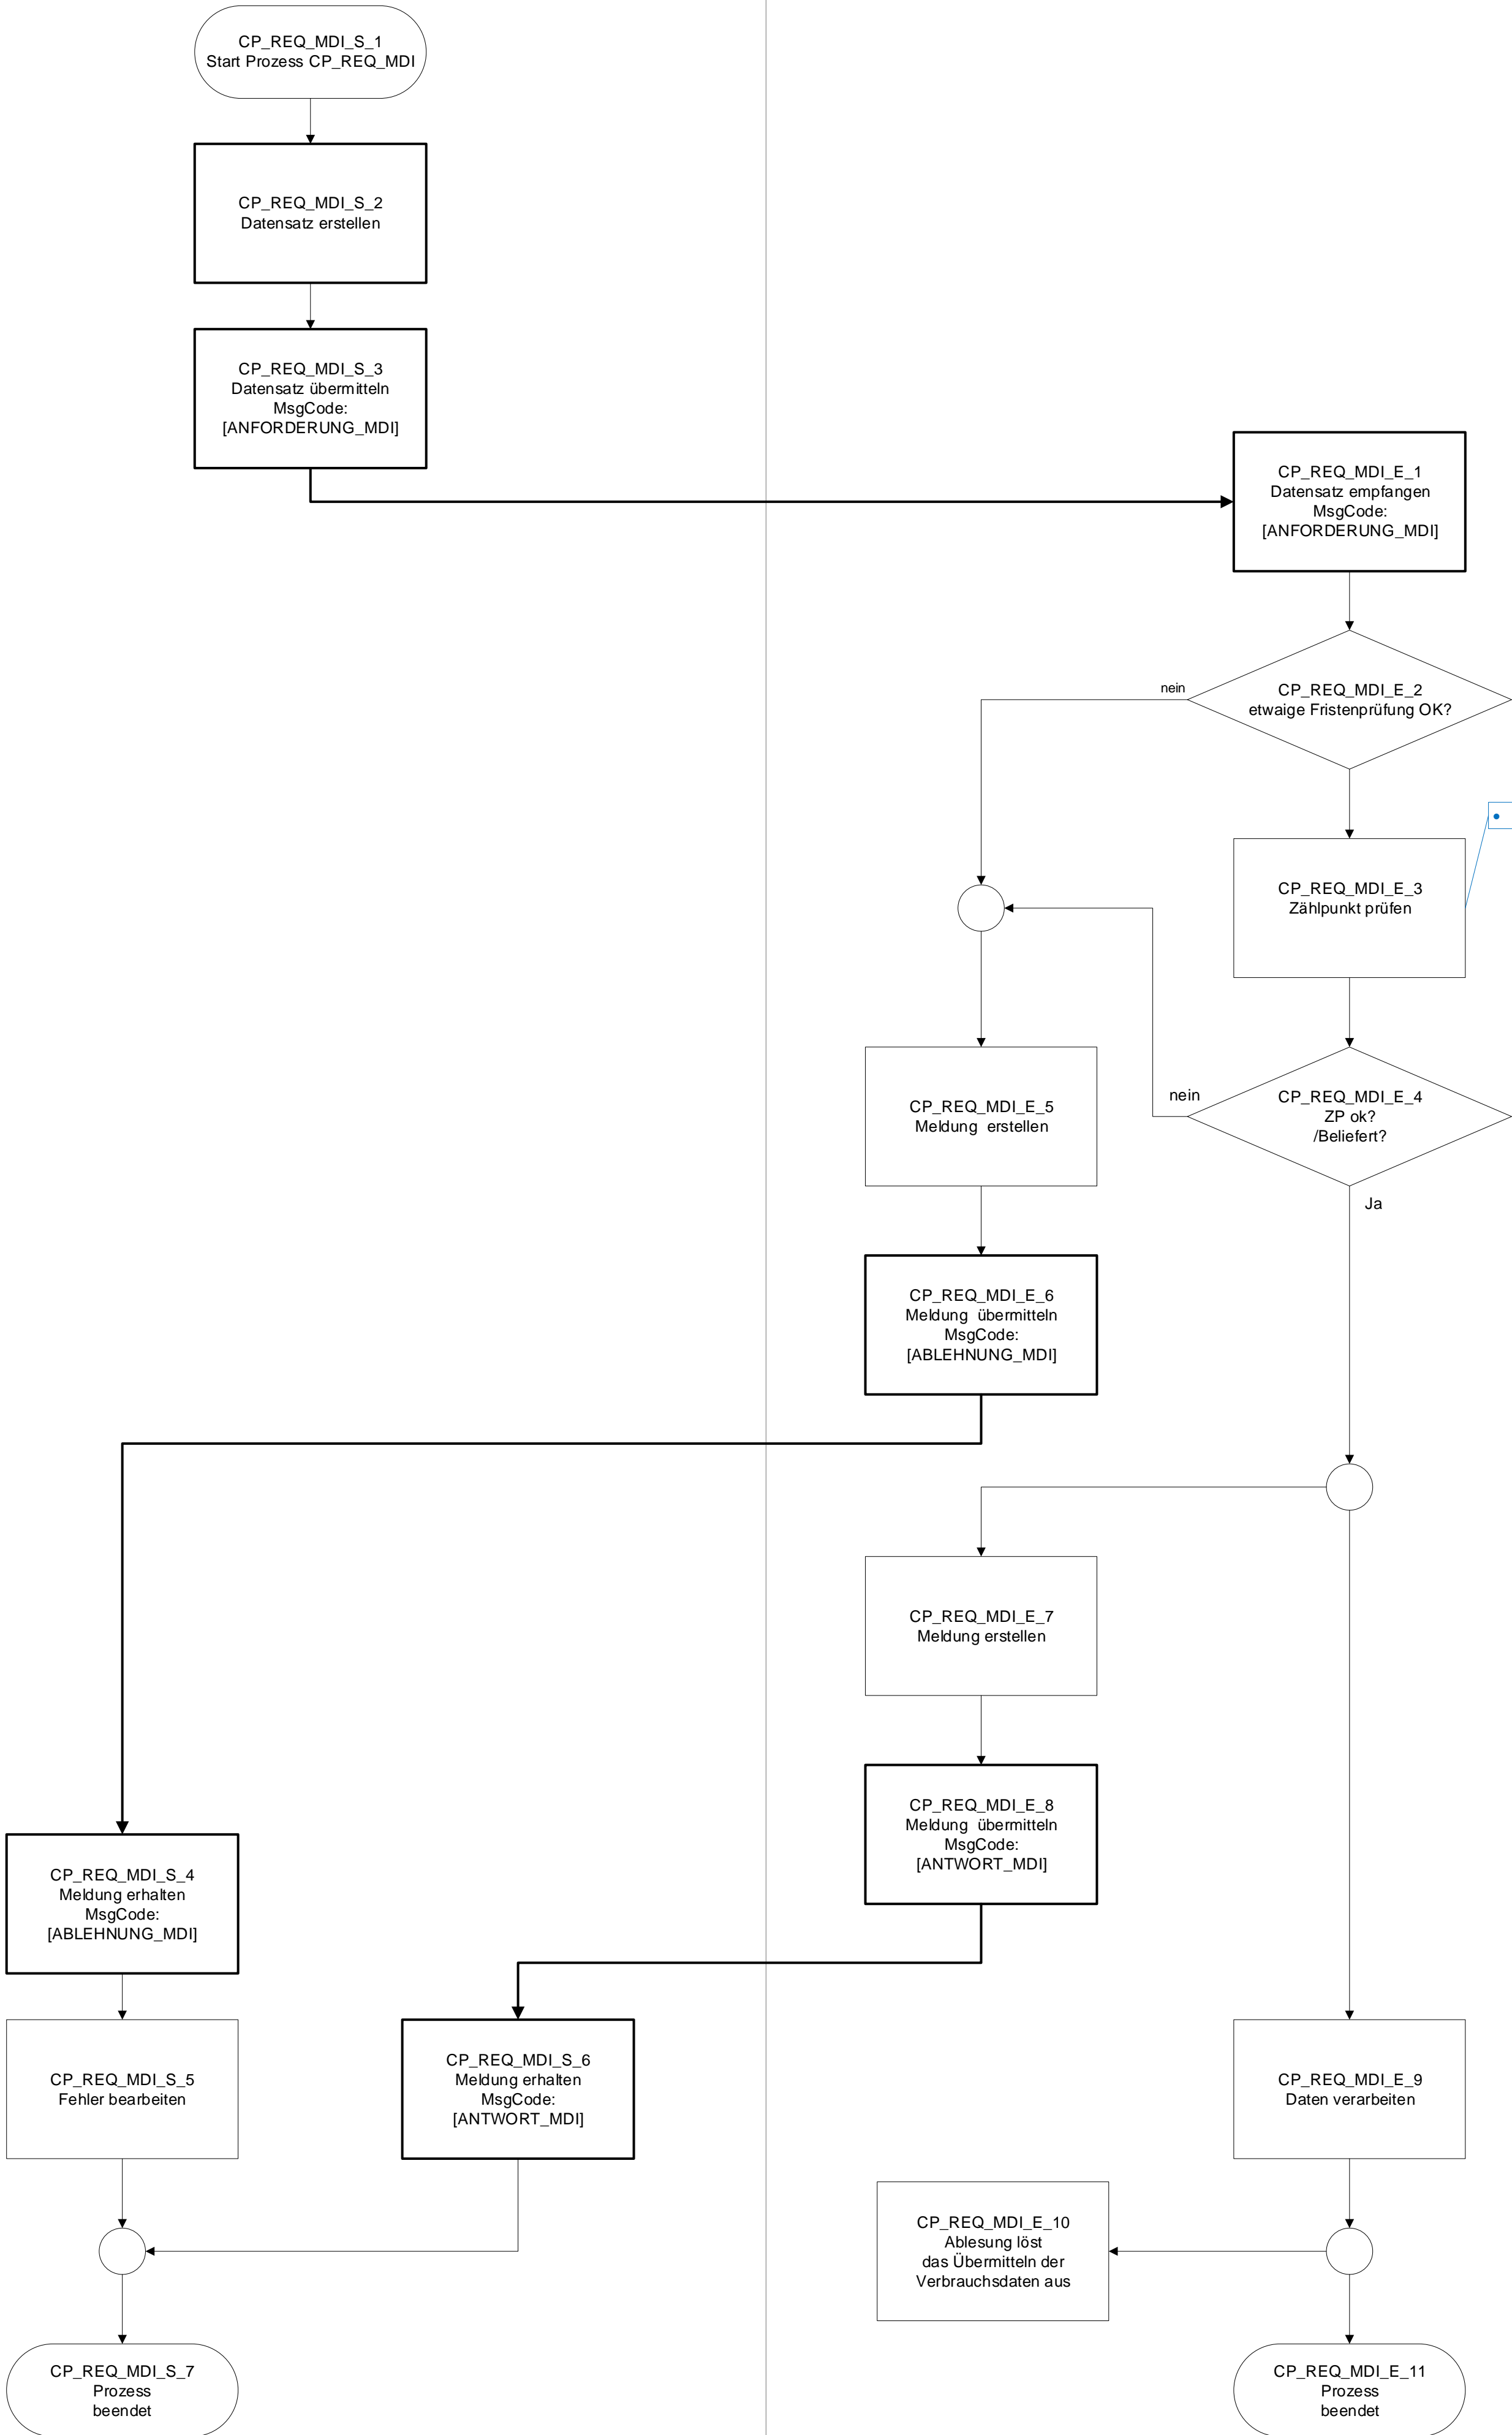 CP_REQ_MDI_S_1
Start Prozess CP_REQ_MDI
CP_REQ_MDI_S_2
Datensatz erstellen
CP_REQ_MDI_S_3
Datensatz übermitteln
MsgCode:
[ANFORDERUNG_MDI]
CP_REQ_MDI_E_1
Datensatz empfangen
MsgCode:
[ANFORDERUNG_MDI]
nein
CP_REQ_MDI_E_2
etwaige Fristenprüfung OK?
CP_REQ_MDI_E_3
Zählpunkt prüfen
nein
CP_REQ_MDI_E_4
ZP ok?
/Beliefert?
Ja
CP_REQ_MDI_E_5
Meldung erstellen
CP_REQ_MDI_E_6
Meldung übermitteln
MsgCode:
[ABLEHNUNG_MDI]
CP_REQ_MDI_E_7
Meldung erstellen
CP_REQ_MDI_E_8
Meldung übermitteln
MsgCode:
[ANTWORT_MDI]
CP_REQ_MDI_S_4
Meldung erhalten
MsgCode:
[ABLEHNUNG_MDI]
CP_REQ_MDI_S_5
Fehler bearbeiten
CP_REQ_MDI_S_6
Meldung erhalten
MsgCode:
[ANTWORT_MDI]
CP_REQ_MDI_E_9
Daten verarbeiten
CP_REQ_MDI_E_10
Ablesung löst
das Übermitteln der
Verbrauchsdaten aus
CP_REQ_MDI_S_7
Prozess
beendet
CP_REQ_MDI_E_11
Prozess
beendet